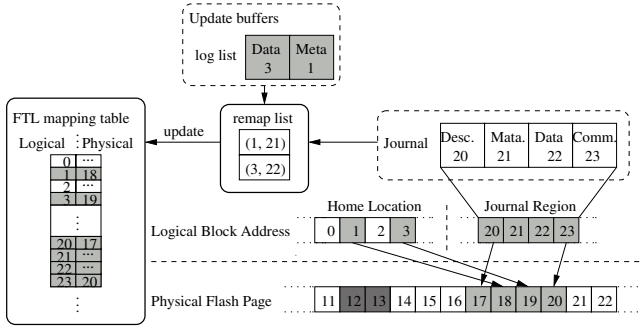 Update buffers
log list
Data Meta
3 1
FTL mapping table
Logical Physical
0 ...
1 18
2 ...
3 19
20 17
21 ...
22 ...
23 20
update
remap list
(1, 21)
(3, 22)
Journal
Desc. Mata. Data Comm.
20 21 22 23
Home Location Journal Region
Logical Block Address
0 1 2 3
20 21 22 23
Physical Flash Page
11 12 13 14 15 16 17 18 19 20 21 22